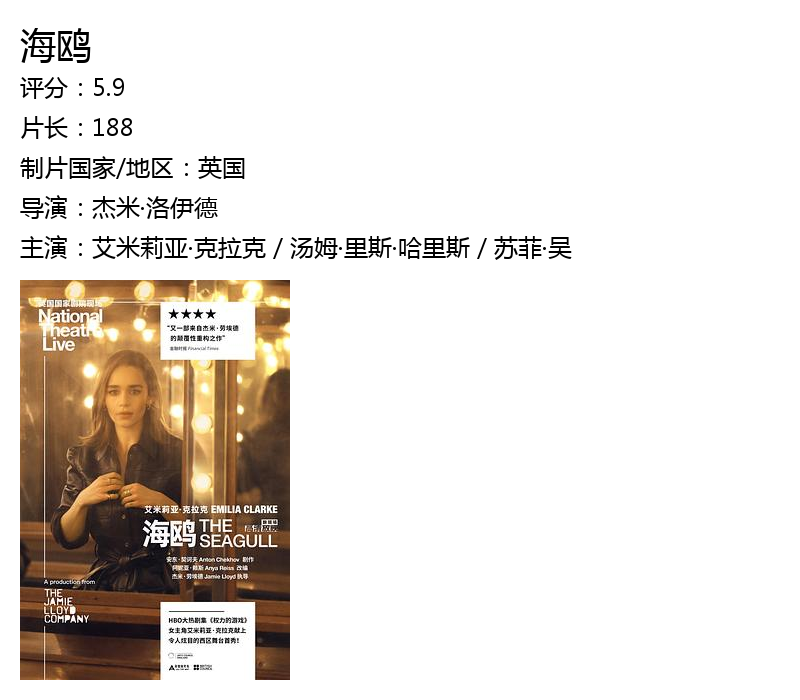 海鸥
评分：5.9
片长：188
制片国家/地区：英国
导演：杰米·洛伊德
主演：艾米莉亚·克拉克 / 汤姆·里斯·哈里斯 / 苏菲·吴
英国国家剧院现场
National
Theatre
Live
★★★★
“又一部来自杰米·劳埃德
的颠覆性重构之作”
金融时报 Financial Times
艾米莉亚·克拉克 EMILIA CLARKE
海鸥 THE
SEAGULL
安东·契诃夫 Anton Chekhov 剧作
阿妮亚·赖斯 Anya Reiss 改编
杰米·劳埃德 Jamie Lloyd 执导
A production from
THE
JAMIE
LLOYD
COMPANY
HBO大热剧集《权力的游戏》
女主角艾米莉亚·克拉克献上
令人炫目的西区舞台首秀！